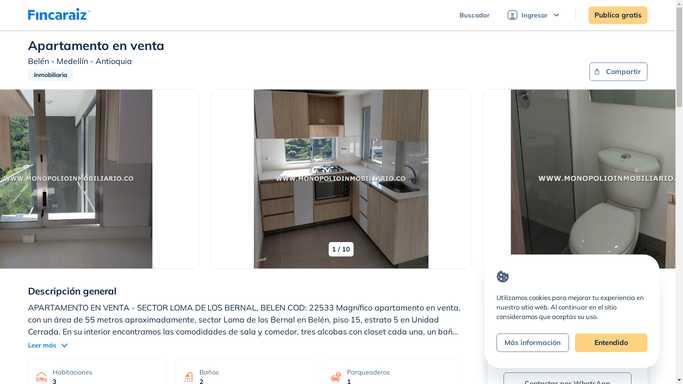 Fincaraiz
Buscador
Ingresar
Publica gratis
Apartamento en venta
Belén - Medellín - Antioquia
Inmobiliaria
Compartir
WWW.MONOPOLIOINMOBILIARIO.CO
WWW.MONOPOLIOINMOBILIARIO.CO
WWW.MONOPOLIOINMOBILIARIO.
1 / 10
Descripción general
APARTAMENTO EN VENTA - SECTOR LOMA DE LOS BERNAL, BELEN COD: 22533 Magnífico apartamento en venta,
con un área de 55 metros aproximadamente, sector Loma de los Bernal en Belén, piso 15, estrato 5 en Unidad
Cerrada. En su interior encontramos las comodidades de sala y comedor, tres alcobas con closet cada una, un bañ...
Leer más
Habitaciones
3
Baños
2
Parqueaderos
1
Utilizamos cookies para mejorar tu experiencia en
nuestro sitio web. Al continuar en el sitio
consideramos que aceptas su uso.
Más información
Entendido
Contactar por WhatsApp